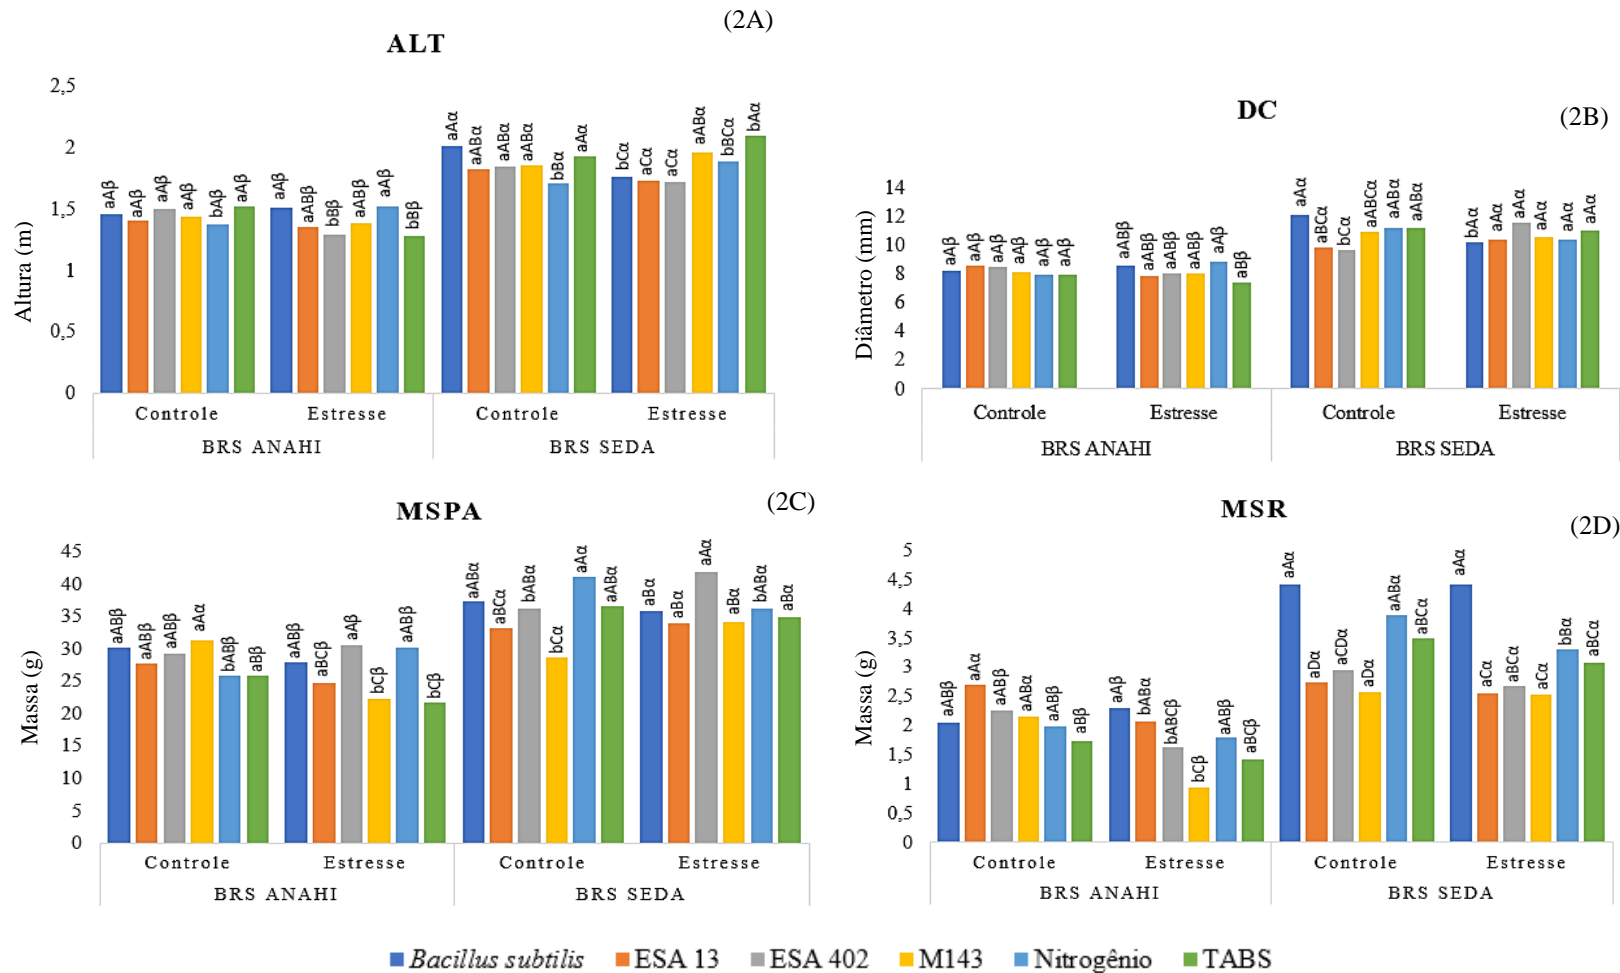 (2A)
ALT
2,5
2
1,5
1
0,5
0
Altura (m)
aAβ aAβ aAβ aAβ bAβ aAβ aAβ aABβ bBβ aABβ aAβ bBβ aAα aABα aABα aABα bBα aAα bCα aCα aCα aABα bBCα bAα
Controle Estresse Controle Estresse
BRS ANAHI BRS SEDA
(2B)
DC
14
12
10
8
6
4
2
0
Diâmetro (mm)
aAβ aAβ aAβ aAβ aAβ aAβ aABβ aABβ aABβ aABβ aAβ aBβ aAα aBCα bCα aABCα aABα aABα bAα aAα aAα aAα aAα aAα
Controle Estresse Controle Estresse
BRS ANAHI BRS SEDA
(2C)
MSPA
45
40
35
30
25
20
15
10
5
0
Massa (g)
aABβ aABβ aABβ aAα bABβ aBβ aABβ aBCβ aAβ bCβ aABβ bCβ aABα aBCα bABα bCα aAα aABα aBα aBα aAα aBα bABα aBα
Controle Estresse Controle Estresse
BRS ANAHI BRS SEDA
(2D)
MSR
5
4,5
4
3,5
3
2,5
2
1,5
1
0,5
0
Massa (g)
aABβ aAα aABβ aABα aABβ aBβ aAβ bABα bABCβ bCβ aABβ aBCβ aAα aDα aCDα aDα aABα aBCα aAα aCα aBCα aCα bBα aBCα
Controle Estresse Controle Estresse
BRS ANAHI BRS SEDA
Bacillus subtilis ESA 13 ESA 402 M143 Nitrogênio TABS